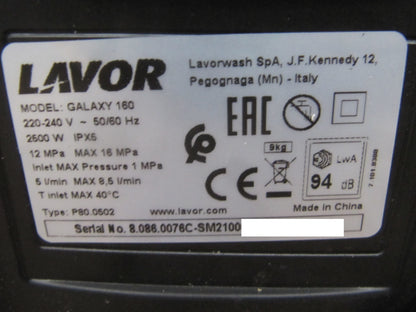 LAVOR
Lavorwash SpA, J.F.Kennedy 12,
Pegognaga (Mn) - Italy
MODEL: GALAXY 160
220-240 V ~ 50/60 Hz
2500 W IPX5
12 MPa MAX 16 MPa
Inlet MAX Pressure 1 MPa
5 l/min MAX 8,5 l/min
T inlet MAX 40°C
Type: P80.0502
EAC
CE
9kg
LWA
94 dB
www.lavor.com
Made in China
Serial No. 8.086.0076C-SM2100